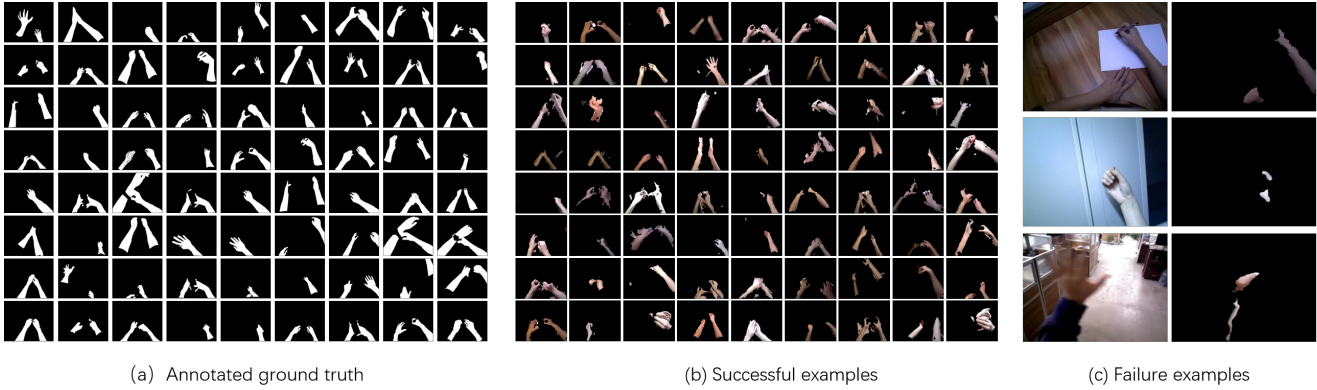 (a) Annotated ground truth
(b) Successful examples
(c) Failure examples